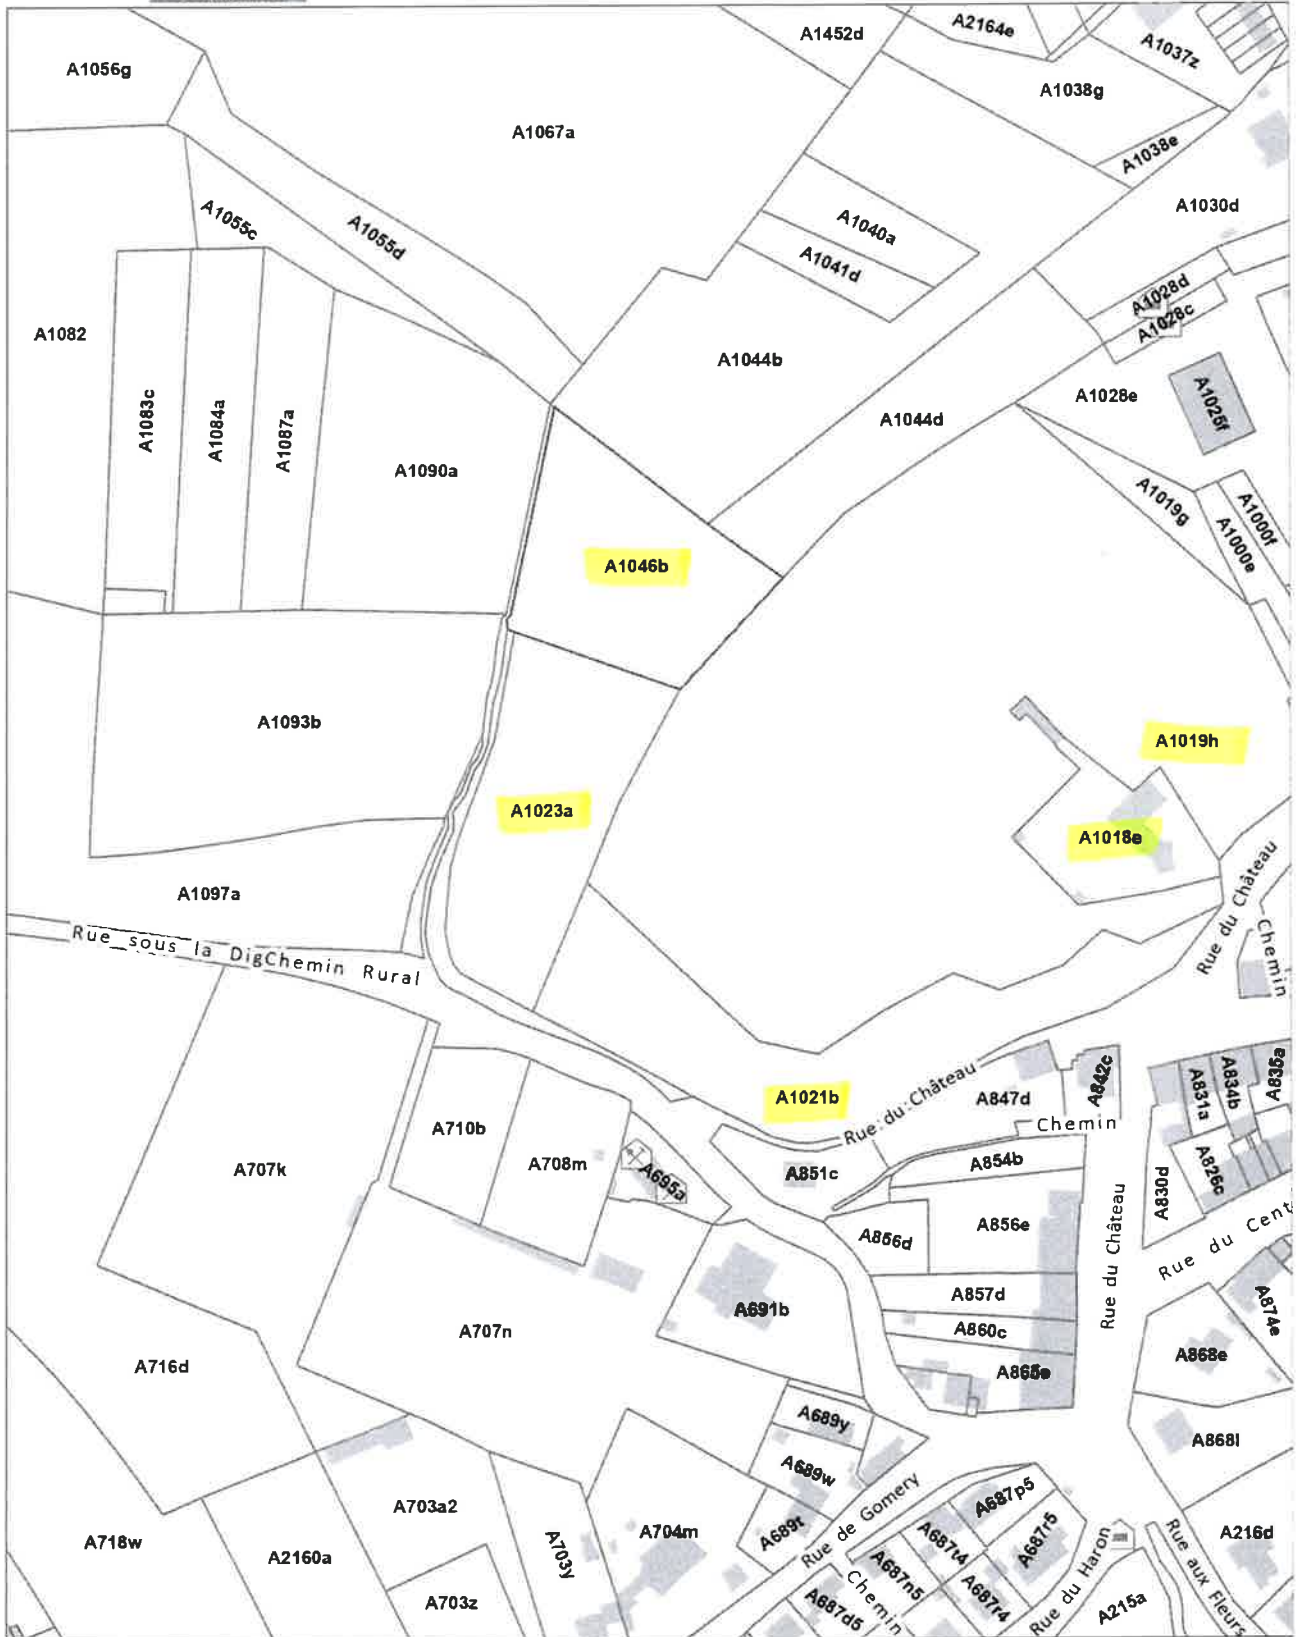 A1056g
A1067a
A1452d
A2164e
A1037z
A1038g
A1038e
A1030d
A1055c
A1055d
A1040a
A1041d
A1028d
A1028c
A1082
A1083c
A1084a
A1087a
A1090a
A1044b
A1044d
A1028e
A1025f
A1019g
A1000f
A1000e
A1046b
A1093b
A1023a
A1019h
A1018e
A1097a
Rue sous la Dig
Chemin Rural
Rue du Château
Chemin
A1021b
Rue du Château
A847d
A842c
Chemin
A831a
A834b
A835a
A826c
A830d
A710b
A708m
A695a
A707k
A851c
A854b
A856d
A856e
Rue du Château
Rue du Cent
A857d
A860c
A865e
A691b
A707n
A874e
A868e
A868l
A716d
A689y
A689w
A689t
Rue de Gomery
A687p5
A687r5
A687t4
A687n5
A687r4
A687d5
Chemin
Rue du Haron
Rue aux Fleurs
A216d
A215a
A703a2
A703y
A704m
A718w
A2160a
A703z